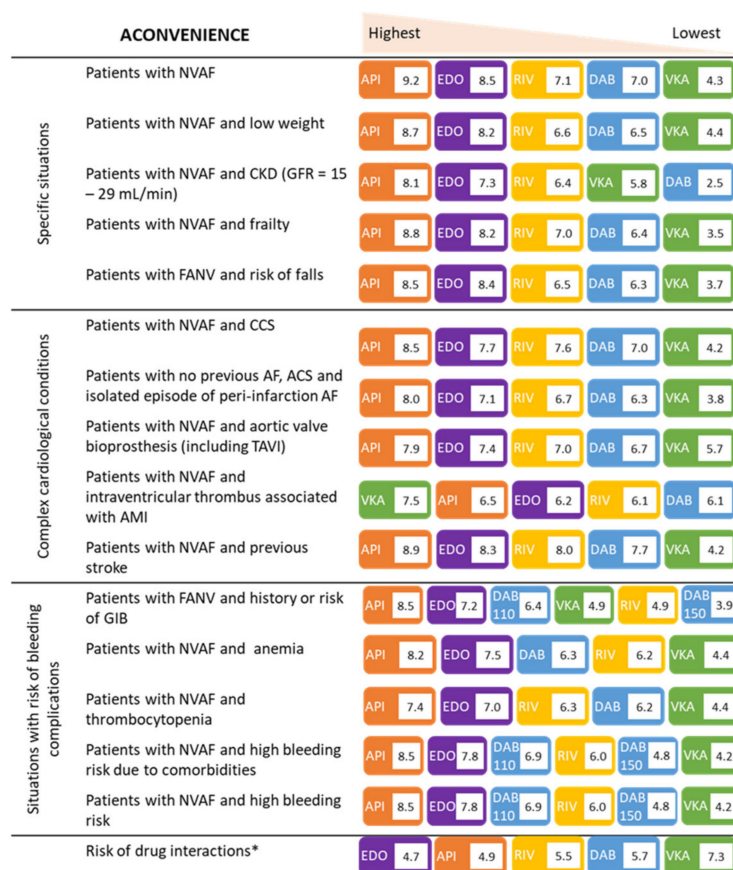 ACONVENIENCE
Highest Lowest
Specific situations
Patients with NVAF
API 9.2 EDO 8.5 RIV 7.1 DAB 7.0 VKA 4.3
Patients with NVAF and low weight
API 8.7 EDO 8.2 RIV 6.6 DAB 6.5 VKA 4.4
Patients with NVAF and CKD (GFR = 15
– 29 mL/min)
API 8.1 EDO 7.3 RIV 6.4 VKA 5.8 DAB 2.5
Patients with NVAF and frailty
API 8.8 EDO 8.2 RIV 7.0 DAB 6.4 VKA 3.5
Patients with FANV and risk of falls
API 8.5 EDO 8.4 RIV 6.5 DAB 6.3 VKA 3.7
Complex cardiological conditions
Patients with NVAF and CCS
API 8.5 EDO 7.7 RIV 7.6 DAB 7.0 VKA 4.2
Patients with no previous AF, ACS and
isolated episode of peri-infarction AF
API 8.0 EDO 7.1 RIV 6.7 DAB 6.3 VKA 3.8
Patients with NVAF and aortic valve
bioprosthesis (including TAVI)
API 7.9 EDO 7.4 RIV 7.0 DAB 6.7 VKA 5.7
Patients with NVAF and
intraventricular thrombus associated
with AMI
VKA 7.5 API 6.5 EDO 6.2 RIV 6.1 DAB 6.1
Patients with NVAF and previous
stroke
API 8.9 EDO 8.3 RIV 8.0 DAB 7.7 VKA 4.2
Situations with risk of bleeding
complications
Patients with FANV and history or risk
of GIB
API 8.5 EDO 7.2 DAB 110 6.4 VKA 4.9 RIV 4.9 DAB 150 3.9
Patients with NVAF and anemia
API 8.2 EDO 7.5 DAB 6.3 RIV 6.2 VKA 4.4
Patients with NVAF and
thrombocytopenia
API 7.4 EDO 7.0 RIV 6.3 DAB 6.2 VKA 4.4
Patients with NVAF and high bleeding
risk due to comorbidities
API 8.5 EDO 7.8 DAB 110 6.9 RIV 6.0 DAB 150 4.8 VKA 4.2
Patients with NVAF and high bleeding
risk
API 8.5 EDO 7.8 DAB 110 6.9 RIV 6.0 DAB 150 4.8 VKA 4.2
Risk of drug interactions*
EDO 4.7 API 4.9 RIV 5.5 DAB 5.7 VKA 7.3